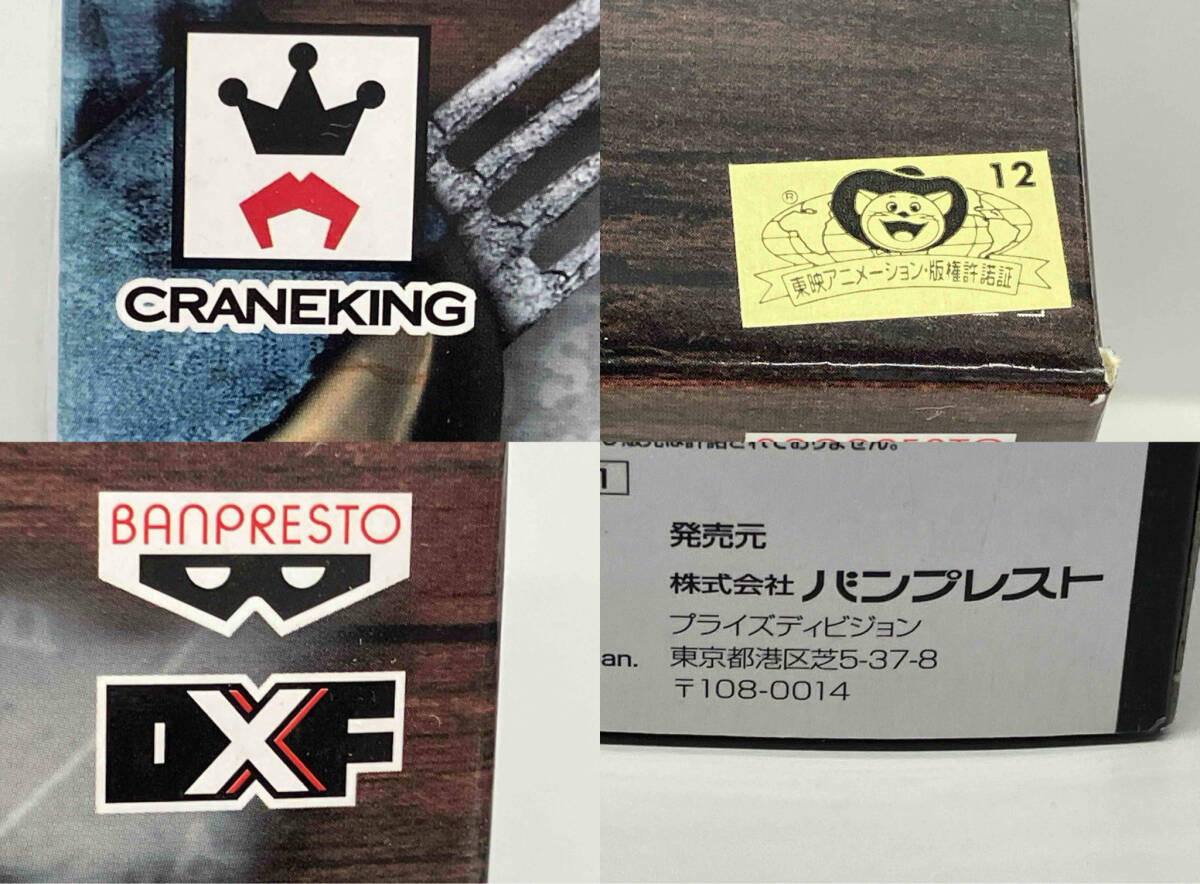 CRANEKING
12
®
東映アニメーション・版権許諾証
BANPRESTO
DXF
発売元
株式会社 バンプレスト
プライズディビジョン
an. 東京都港区芝5-37-8
〒108-0014